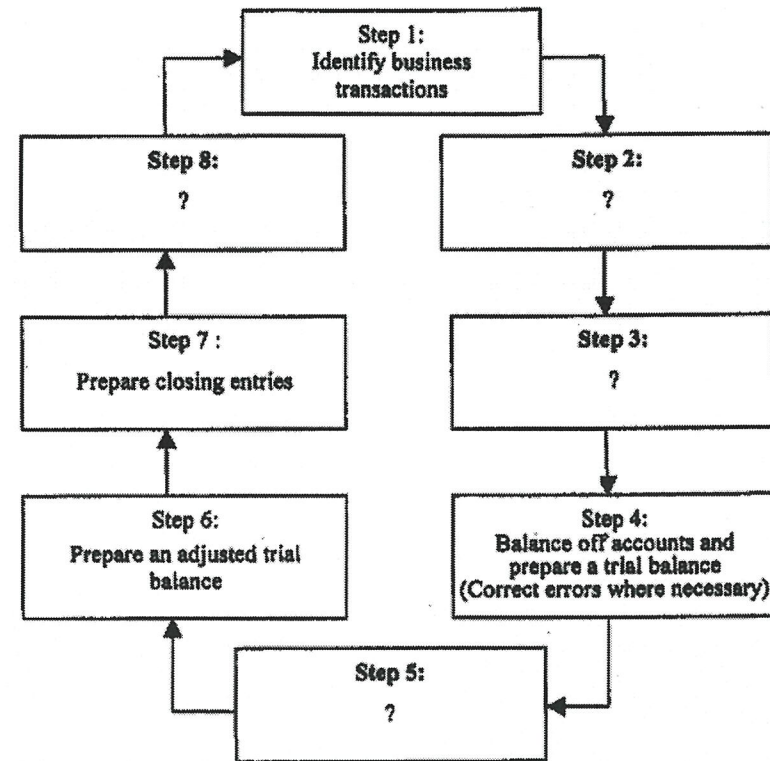 Step 1:
Identify business
transactions
Step 2:
?
Step 3:
?
Step 4:
Balance off accounts and
prepare a trial balance
(Correct errors where necessary)
Step 5:
?
Step 6:
Prepare an adjusted trial
balance
Step 7 :
Prepare closing entries
Step 8:
?